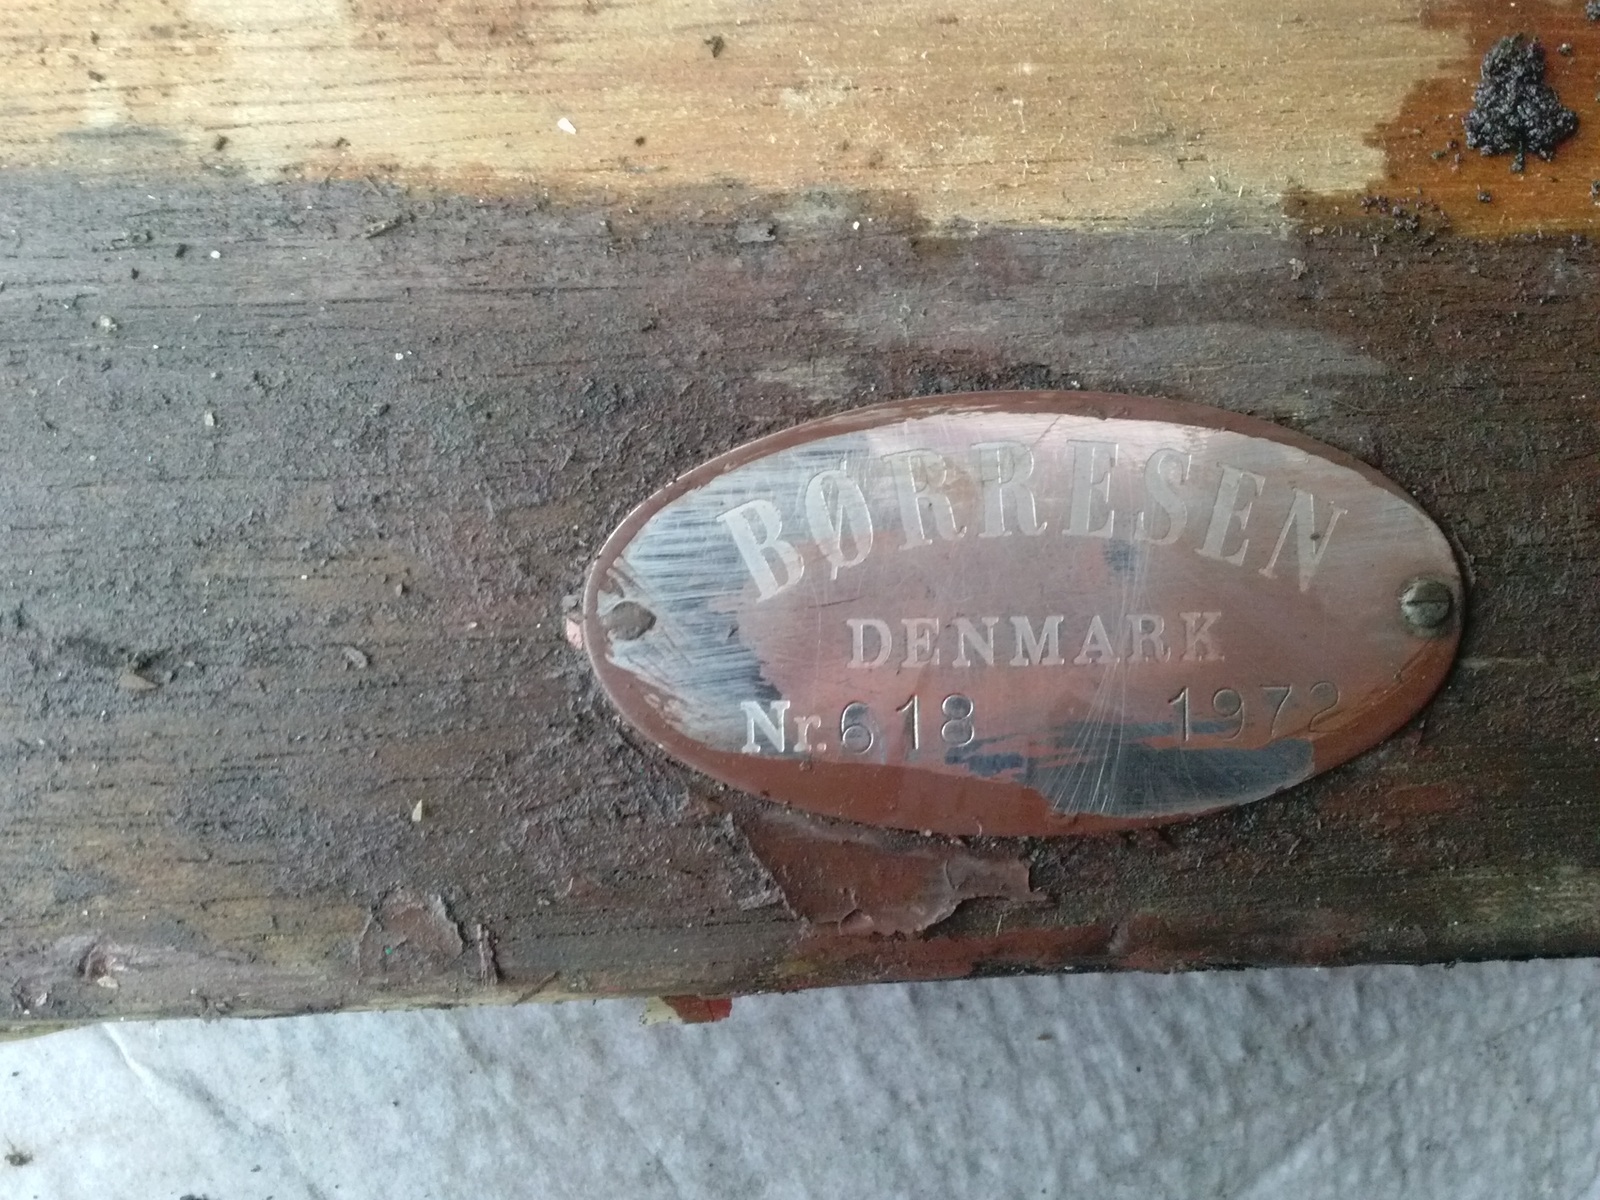 BØRRESEN
DENMARK
Nr. 618 1972